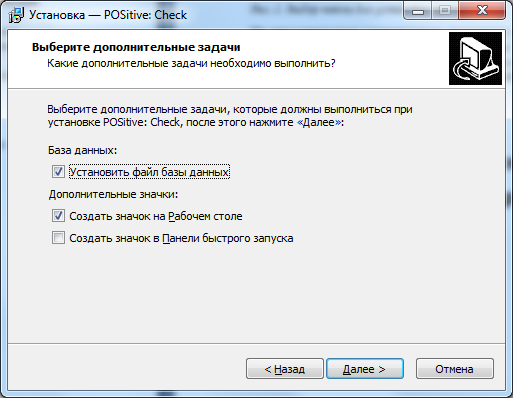 Установка — POSitive: Check
Выберите дополнительные задачи
Какие дополнительные задачи необходимо выполнить?
Выберите дополнительные задачи, которые должны выполниться при
установке POSitive: Check, после этого нажмите «Далее»:
База данных:
Установить файл базы данных
Дополнительные значки:
Создать значок на Рабочем столе
Создать значок в Панели быстрого запуска
< Назад
Далее >
Отмена